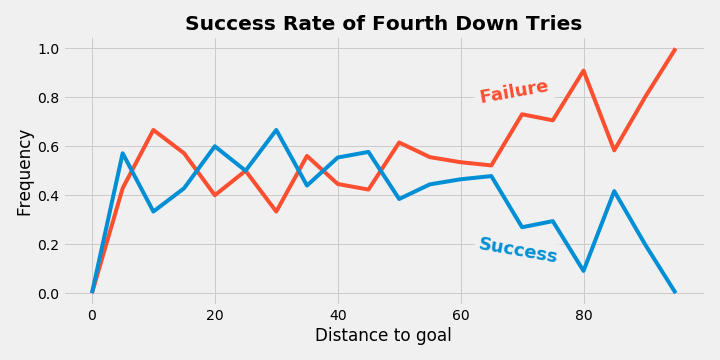 Success Rate of Fourth Down Tries
1.0
0.8
0.6
0.4
0.2
0.0
Frequency
Failure
Success
0 20 40 60 80
Distance to goal